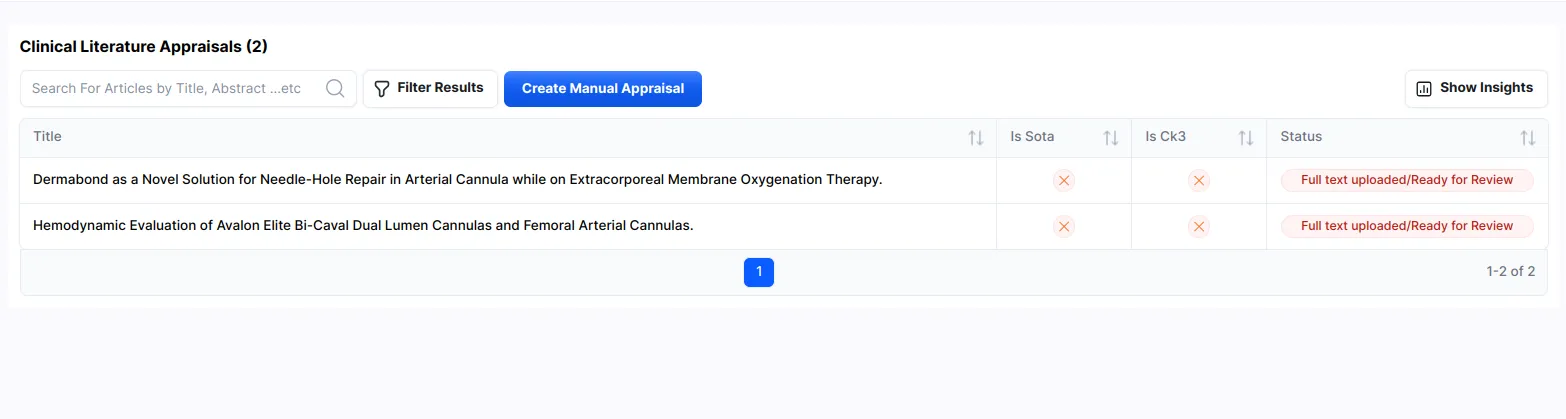 Clinical Literature Appraisals (2)
Search For Articles by Title, Abstract ...etc Filter Results Create Manual Appraisal Show Insights
Title Is Sota Is Ck3 Status
Dermabond as a Novel Solution for Needle-Hole Repair in Arterial Cannula while on Extracorporeal Membrane Oxygenation Therapy. Full text uploaded/Ready for Review
Hemodynamic Evaluation of Avalon Elite Bi-Caval Dual Lumen Cannulas and Femoral Arterial Cannulas. Full text uploaded/Ready for Review
1 1-2 of 2